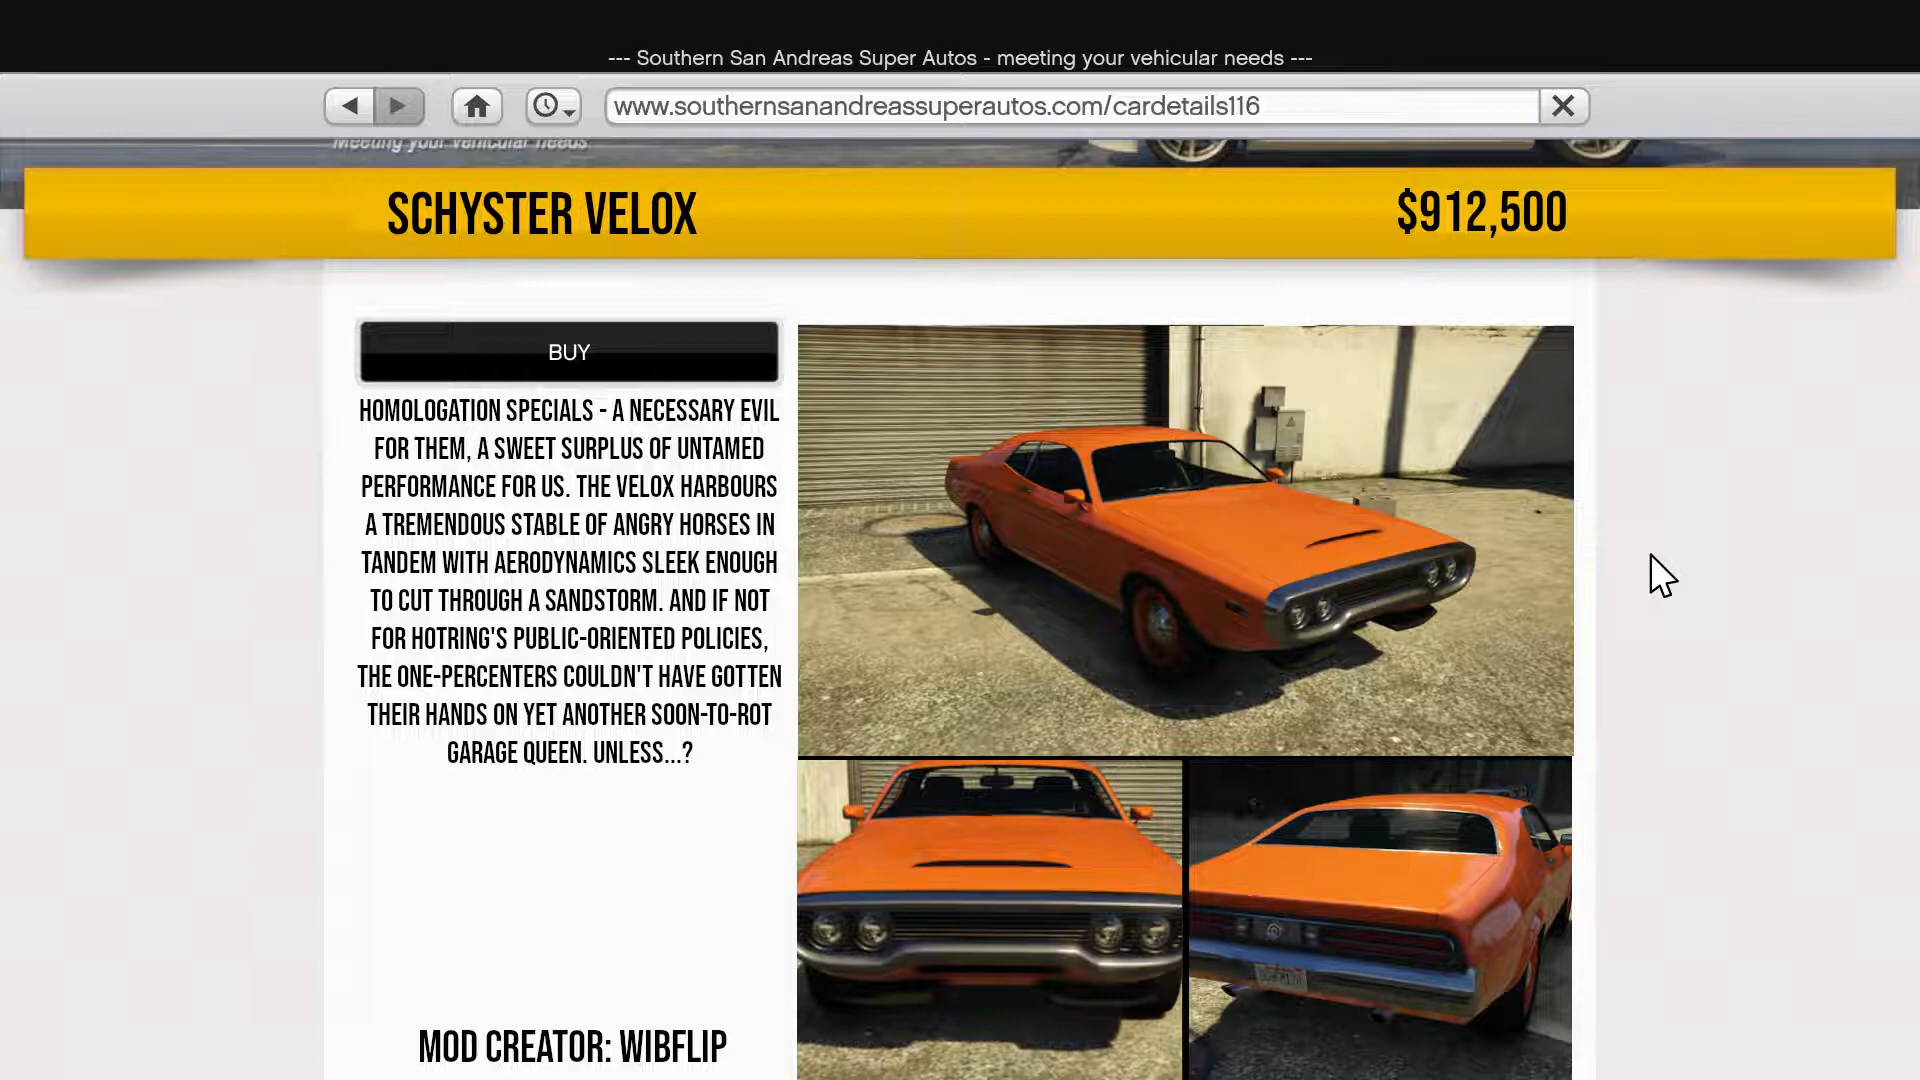 --- Southern San Andreas Super Autos - meeting your vehicular needs ---
www.southernsanandreassuperautos.com/cardetails116
Meeting your vehicular needs
SCHYSTER VELOX
$912,500
BUY
HOMOLOGATION SPECIALS - A NECESSARY EVIL
FOR THEM, A SWEET SURPLUS OF UNTAMED
PERFORMANCE FOR US. THE VELOX HARBOURS
A TREMENDOUS STABLE OF ANGRY HORSES IN
TANDEM WITH AERODYNAMICS SLEEK ENOUGH
TO CUT THROUGH A SANDSTORM. AND IF NOT
FOR HOTRING'S PUBLIC-ORIENTED POLICIES,
THE ONE-PERCENTERS COULDN'T HAVE GOTTEN
THEIR HANDS ON YET ANOTHER SOON-TO-ROT
GARAGE QUEEN. UNLESS...?
MOD CREATOR: WIBFLIP